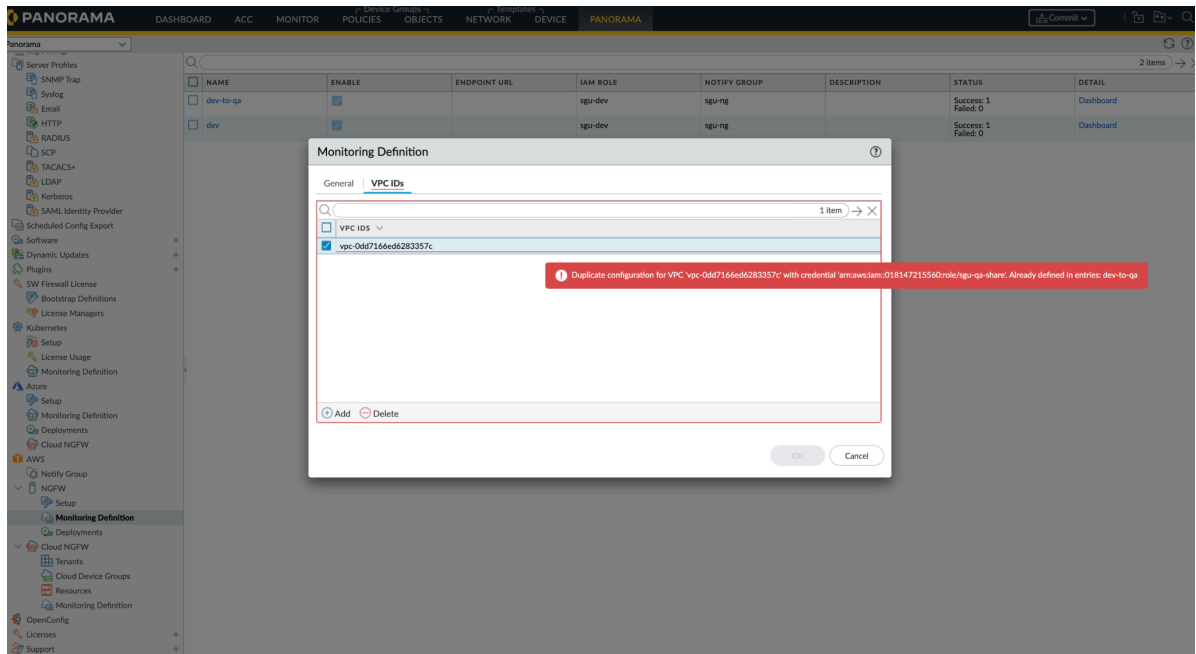 PANORAMA
DASHBOARD ACC MONITOR POLICIES OBJECTS NETWORK DEVICE PANORAMA
Device Groups
Templates
Commit
Panorama
Server Profiles
SNMP Trap
Syslog
Email
HTTP
RADIUS
SCP
TACACS+
LDAP
Kerberos
SAML Identity Provider
Scheduled Config Export
Software
Dynamic Updates
Plugins
SW Firewall License
Bootstrap Definitions
License Managers
Kubernetes
Setup
License Usage
Monitoring Definition
Azure
Setup
Monitoring Definition
Deployments
Cloud NGFW
AWS
Notify Group
NGFW
Setup
Monitoring Definition
Deployments
Cloud NGFW
Tenants
Cloud Device Groups
Resources
Monitoring Definition
OpenConfig
Licenses
Support
2 items
NAME ENABLE ENDPOINT URL IAM ROLE NOTIFY GROUP DESCRIPTION STATUS DETAIL
dev-to-qa sgu-dev sgu-ng Success: 1 Dashboard
Failed: 0
dev sgu-dev sgu-ng Success: 1 Dashboard
Failed: 0
Monitoring Definition
General VPC IDs
1 item
VPC IDS
vpc-0dd7166ed6283357c
Duplicate configuration for VPC 'vpc-0dd7166ed6283357c' with credential 'arn:aws:iam::018147215560:role/sgu-qa-share'. Already defined in entries: dev-to-qa
Add Delete
OK Cancel